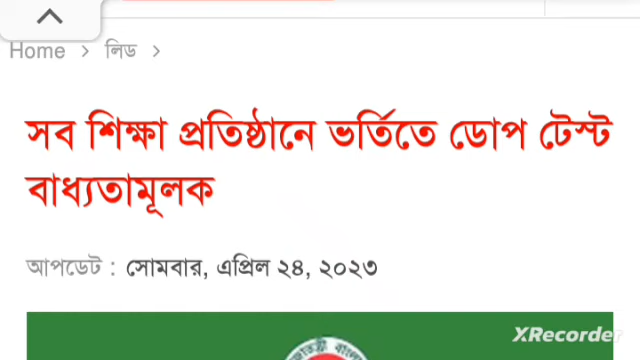 Home > লিড >
সব শিক্ষা প্রতিষ্ঠানে ভর্তিতে ডোপ টেস্ট
বাধ্যতামূলক
আপডেট : সোমবার, এপ্রিল ২৪, ২০২৩
XRecorder